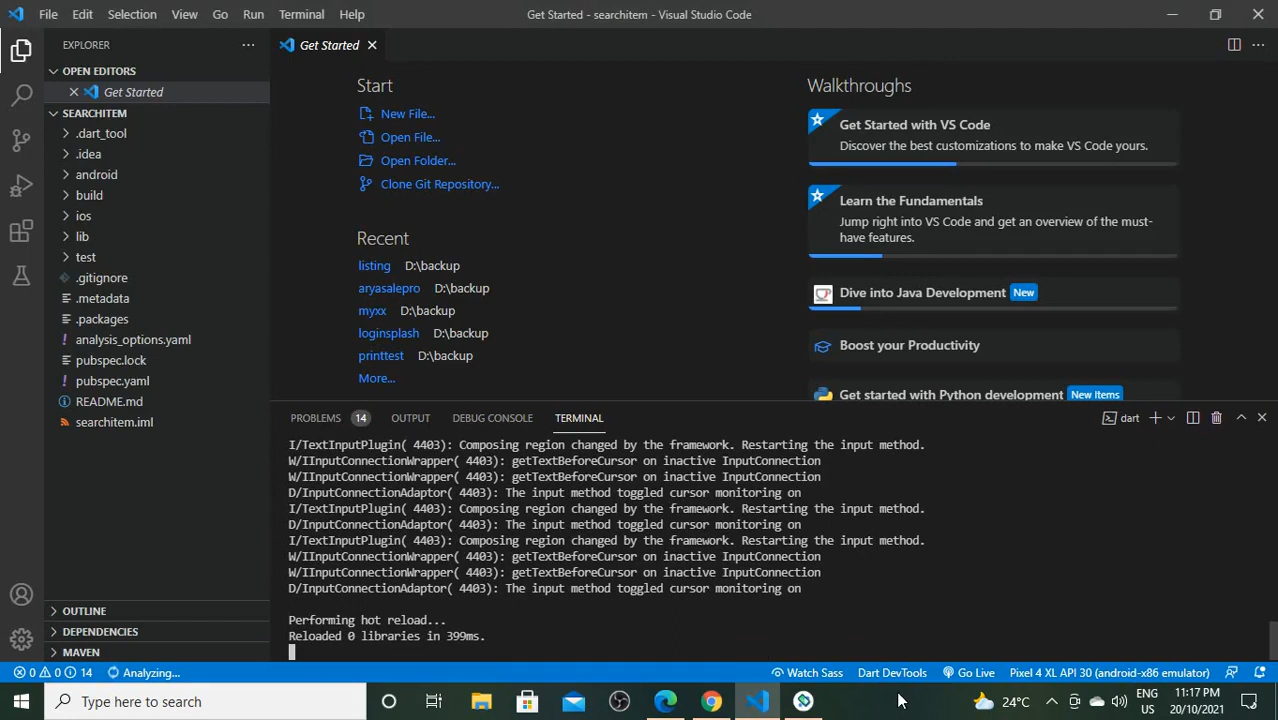 File Edit Selection View Go Run Terminal Help
Get Started - searchitem - Visual Studio Code
EXPLORER
OPEN EDITORS
Get Started
SEARCHITEM
.dart_tool
.idea
android
build
ios
lib
test
.gitignore
.metadata
.packages
analysis_options.yaml
pubspec.lock
pubspec.yaml
README.md
searchitem.iml
OUTLINE
DEPENDENCIES
MAVEN
Get Started
Start
New File...
Open File...
Open Folder...
Clone Git Repository...
Recent
listing D:\backup
aryasalepro D:\backup
myxx D:\backup
loginsplash D:\backup
printtest D:\backup
More...
Walkthroughs
Get Started with VS Code
Discover the best customizations to make VS Code yours.
Learn the Fundamentals
Jump right into VS Code and get an overview of the must-
have features.
Dive into Java Development New
Boost your Productivity
Get started with Python development New Items
PROBLEMS 14 OUTPUT DEBUG CONSOLE TERMINAL
dart
I/TextInputPlugin( 4403): Composing region changed by the framework. Restarting the input method.
W/IInputConnectionWrapper( 4403): getTextBeforeCursor on inactive InputConnection
W/IInputConnectionWrapper( 4403): getTextBeforeCursor on inactive InputConnection
D/InputConnectionAdaptor( 4403): The input method toggled cursor monitoring on
I/TextInputPlugin( 4403): Composing region changed by the framework. Restarting the input method.
D/InputConnectionAdaptor( 4403): The input method toggled cursor monitoring on
I/TextInputPlugin( 4403): Composing region changed by the framework. Restarting the input method.
W/IInputConnectionWrapper( 4403): getTextBeforeCursor on inactive InputConnection
W/IInputConnectionWrapper( 4403): getTextBeforeCursor on inactive InputConnection
D/InputConnectionAdaptor( 4403): The input method toggled cursor monitoring on
Performing hot reload...
Reloaded 0 libraries in 399ms.
0 0 14 Analyzing...
Watch Sass Dart DevTools Go Live Pixel 4 XL API 30 (android-x86 emulator)
Type here to search
24°C
ENG
US
11:17 PM
20/10/2021